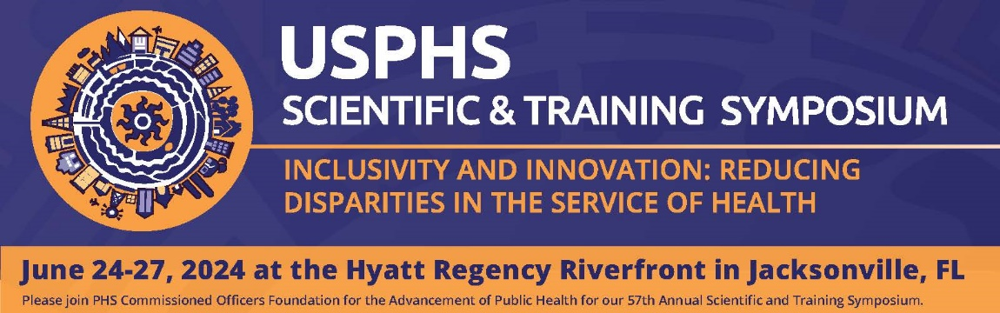 USPHS
SCIENTIFIC & TRAINING SYMPOSIUM
INCLUSIVITY AND INNOVATION: REDUCING
DISPARITIES IN THE SERVICE OF HEALTH
June 24-27, 2024 at the Hyatt Regency Riverfront in Jacksonville, FL
Please join PHS Commissioned Officers Foundation for the Advancement of Public Health for our 57th Annual Scientific and Training Symposium.